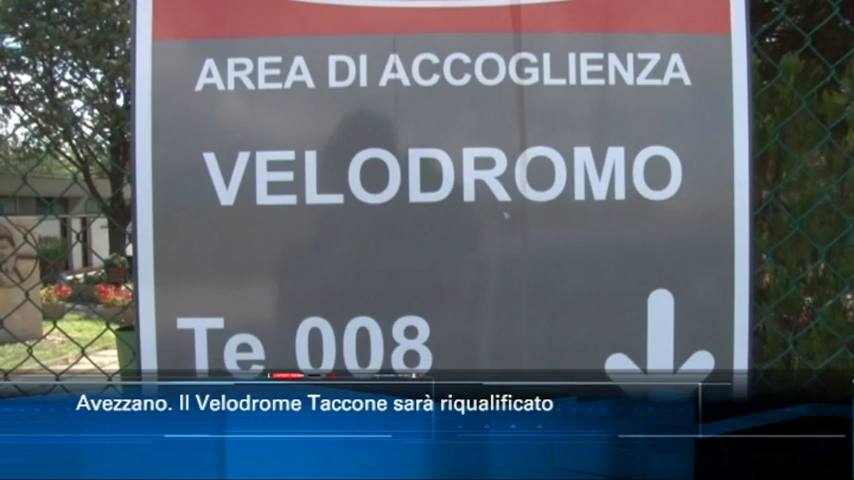 AREA DI ACCOGLIENZA
VELODROMO
Te 008
Avezzano. Il Velodrome Taccone sarà riqualificato